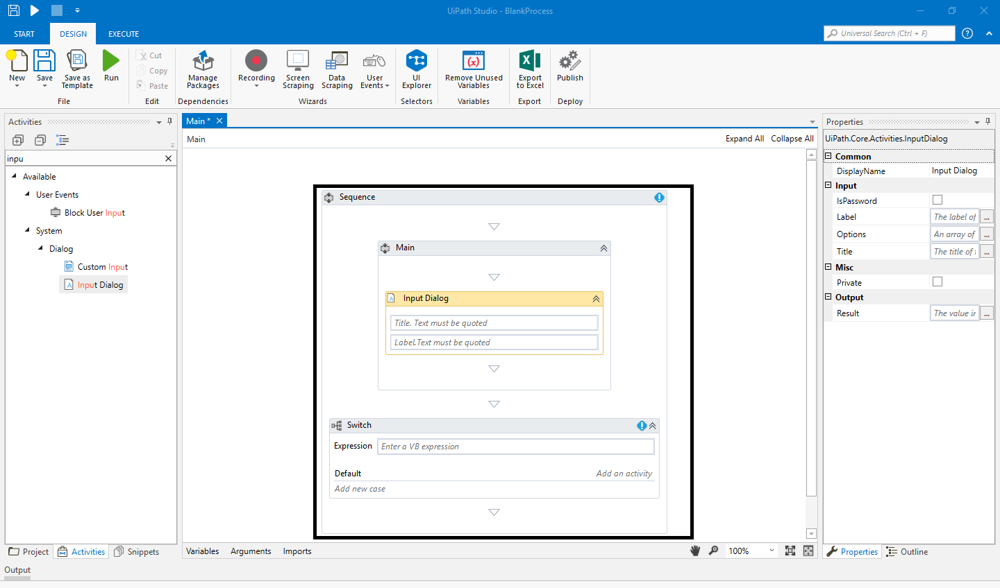 UiPath Studio - BlankProcess
START DESIGN EXECUTE
Universal Search (Ctrl + F)
New Save Save as Template Run
Cut
Copy
Paste
Manage Packages
Recording Screen Scraping Data Scraping User Events
UI Explorer
Remove Unused Variables
Export to Excel
Publish
File Edit Dependencies Wizards Selectors Variables Export Deploy
Activities
inpu
Available
User Events
Block User Input
System
Dialog
Custom Input
Input Dialog
Project Activities Snippets
Output
Main *
Main Expand All Collapse All
Sequence
Main
Input Dialog
Title. Text must be quoted
Label.Text must be quoted
Switch
Expression Enter a VB expression
Default Add an activity
Add new case
Variables Arguments Imports 100%
Properties
UiPath.Core.Activities.InputDialog
Common
DisplayName Input Dialog
Input
IsPassword
Label The label of ...
Options An array of ...
Title The title of ...
Misc
Private
Output
Result The value ...
Properties Outline